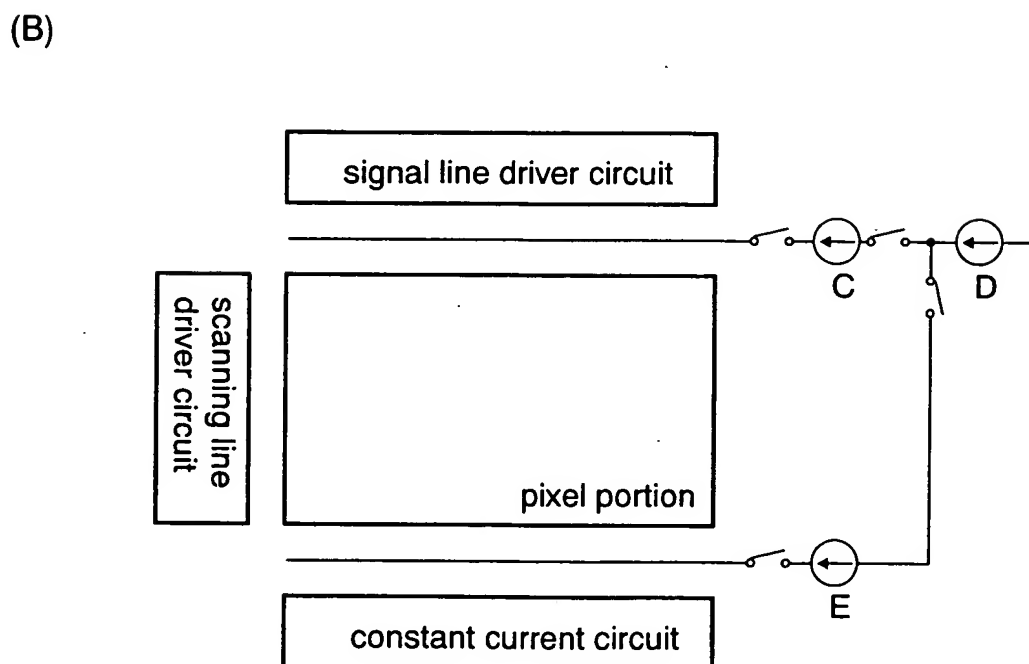 (B)
signal line driver circuit
C
D
scanning line
driver circuit
pixel portion
E
constant current circuit